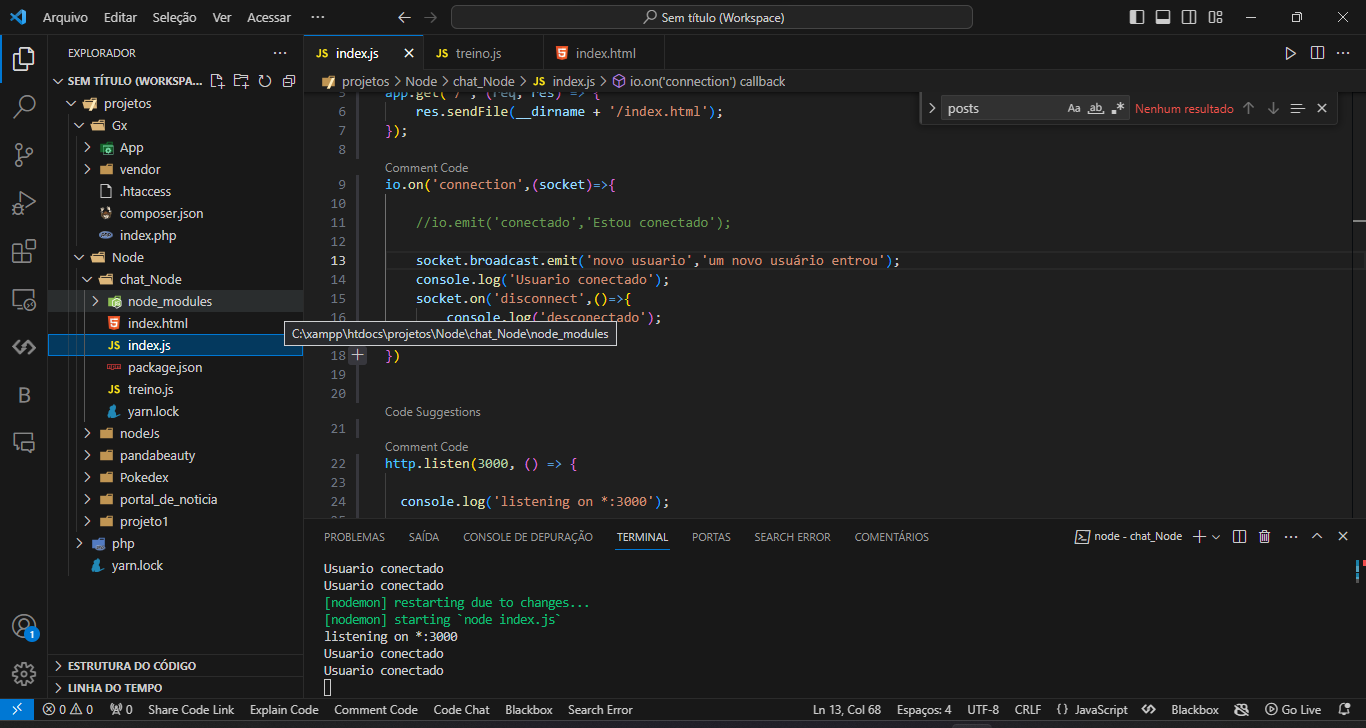 Arquivo Editar Seleção Ver Acessar ··· Sem título (Workspace)
EXPLORADOR ···
SEM TÍTULO (WORKSPA...
projetos
Gx
App
vendor
.htaccess
composer.json
index.php
Node
chat_Node
node_modules
index.html
JS index.js
package.json
JS treino.js
yarn.lock
nodeJs
pandabeauty
Pokedex
portal_de_noticia
projeto1
php
yarn.lock
ESTRUTURA DO CÓDIGO
LINHA DO TEMPO
B
1
JS index.js JS treino.js index.html ···
projetos > Node > chat_Node > JS index.js > io.on('connection') callback
posts Aa ab .* Nenhum resultado
5 app.get('/', (req, res) => {
6 res.sendFile(__dirname + '/index.html');
7 });
8
Comment Code
9 io.on('connection',(socket)=>{
10
11 //io.emit('conectado','Estou conectado');
12
13 socket.broadcast.emit('novo usuario','um novo usuário entrou');
14 console.log('Usuario conectado');
15 socket.on('disconnect',()=>{
16 console.log('desconectado');
C:\xampp\htdocs\projetos\Node\chat_Node\node_modules
18 })
19
20
Code Suggestions
21
Comment Code
22 http.listen(3000, () => {
23
24 console.log('listening on *:3000');
25
PROBLEMAS SAÍDA CONSOLE DE DEPURAÇÃO TERMINAL PORTAS SEARCH ERROR COMENTÁRIOS node - chat_Node ···
Usuario conectado
Usuario conectado
[nodemon] restarting due to changes...
[nodemon] starting `node index.js`
listening on *:3000
Usuario conectado
Usuario conectado
0 0 0 Share Code Link Explain Code Comment Code Code Chat Blackbox Search Error Ln 13, Col 68 Espaços: 4 UTF-8 CRLF {} JavaScript Blackbox Go Live